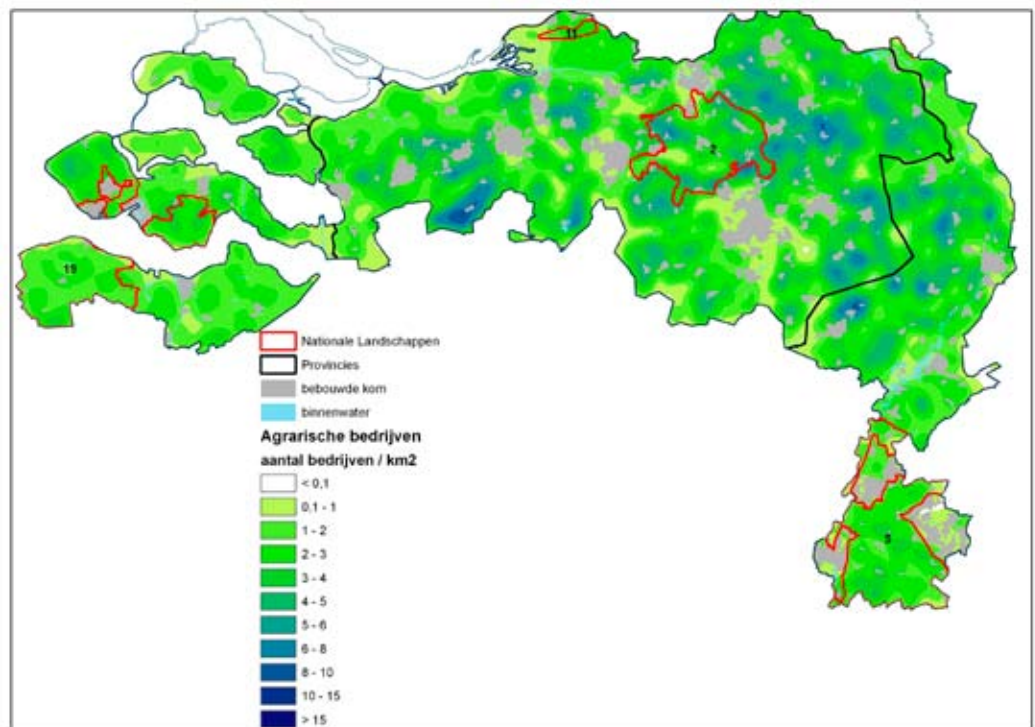 11
2
19
3
Nationale Landschappen
Provincies
bebouwde kom
binnenwater
Agrarische bedrijven
aantal bedrijven / km2
< 0,1
0,1 - 1
1 - 2
2 - 3
3 - 4
4 - 5
5 - 6
6 - 8
8 - 10
10 - 15
> 15